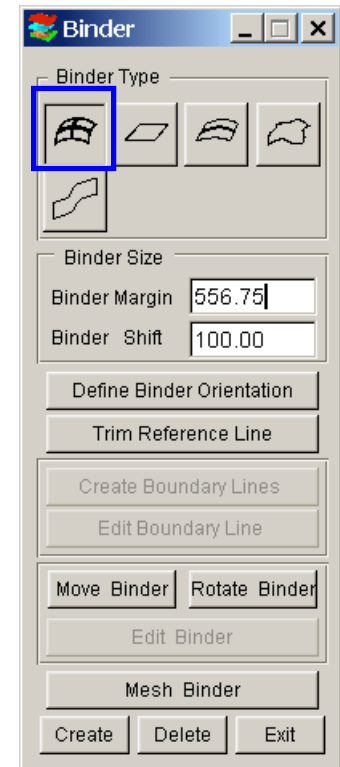 Binder
Binder Type
Binder Size
Binder Margin 556.75
Binder Shift 100.00
Define Binder Orientation
Trim Reference Line
Create Boundary Lines
Edit Boundary Line
Move Binder Rotate Binder
Edit Binder
Mesh Binder
Create Delete Exit